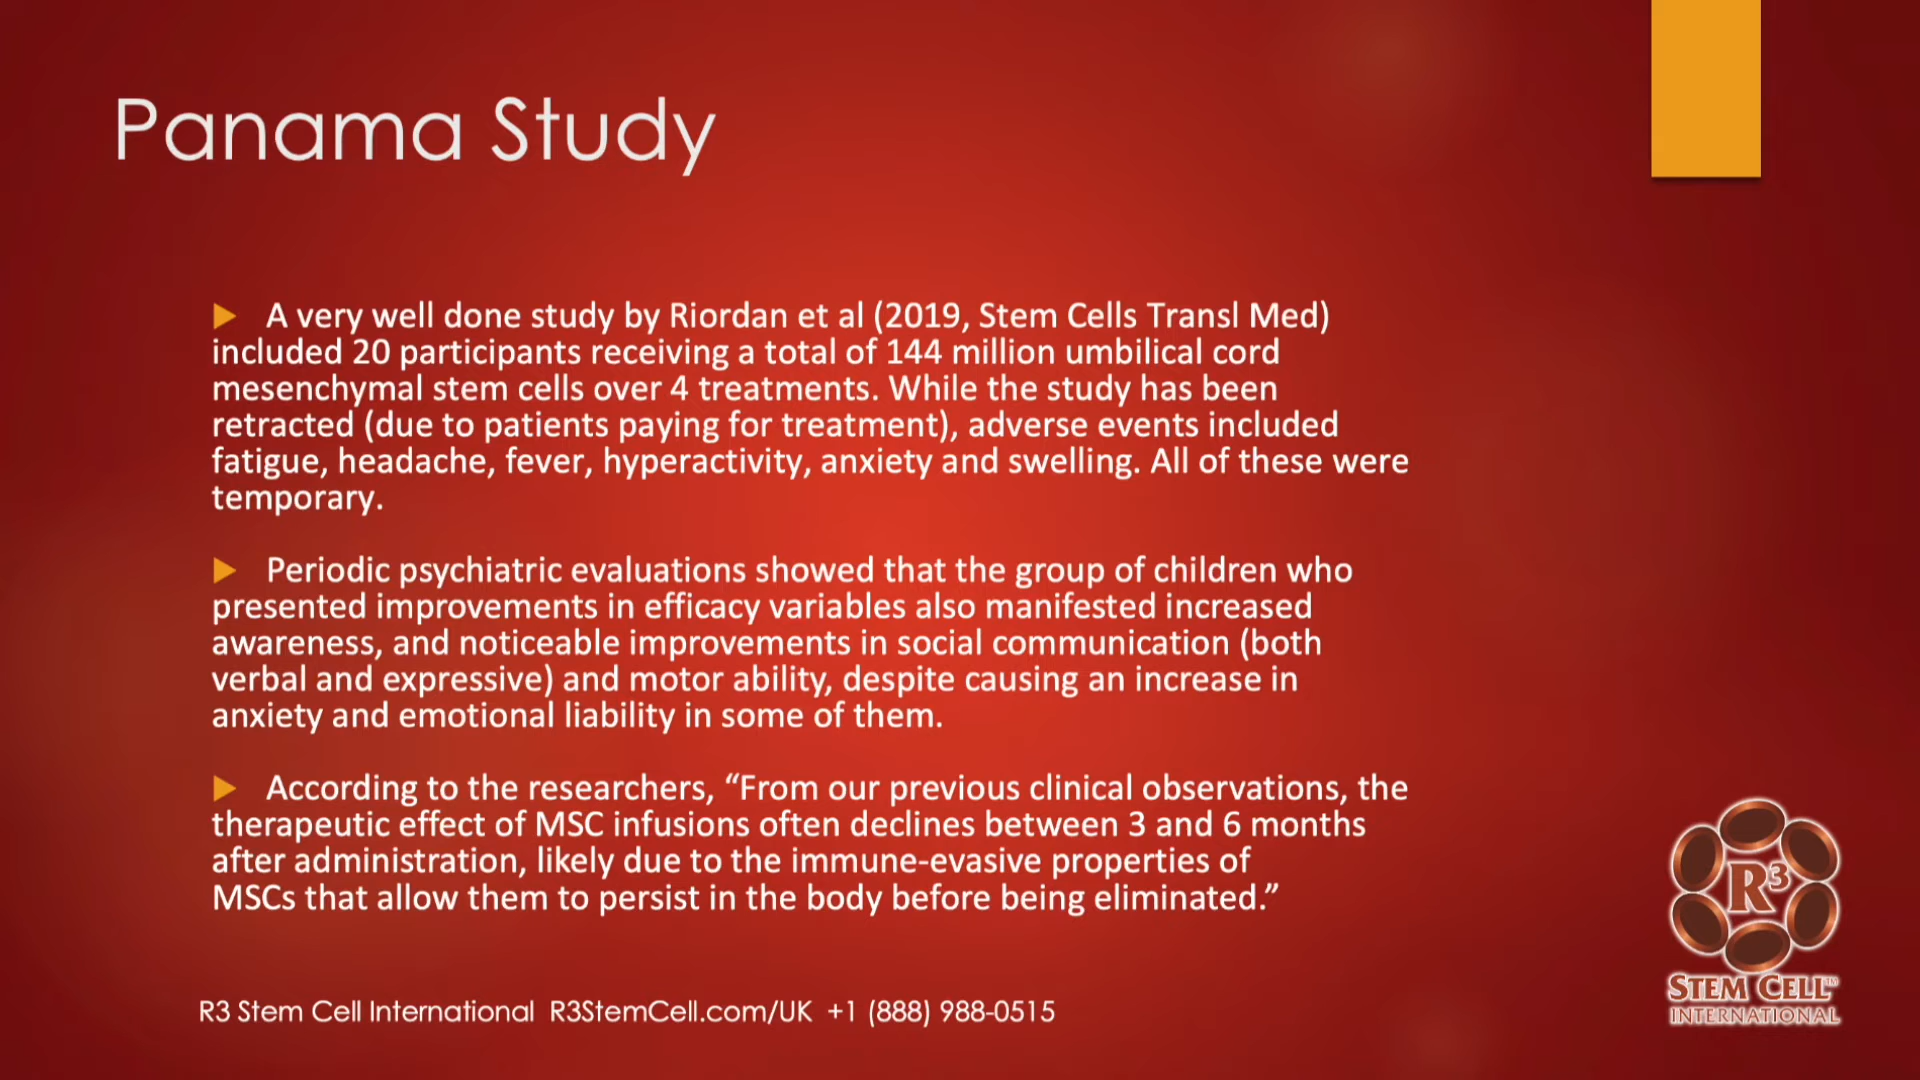 Panama Study
A very well done study by Riordan et al (2019, Stem Cells Transl Med)
included 20 participants receiving a total of 144 million umbilical cord
mesenchymal stem cells over 4 treatments. While the study has been
retracted (due to patients paying for treatment), adverse events included
fatigue, headache, fever, hyperactivity, anxiety and swelling. All of these were
temporary.
Periodic psychiatric evaluations showed that the group of children who
presented improvements in efficacy variables also manifested increased
awareness, and noticeable improvements in social communication (both
verbal and expressive) and motor ability, despite causing an increase in
anxiety and emotional liability in some of them.
According to the researchers, “From our previous clinical observations, the
therapeutic effect of MSC infusions often declines between 3 and 6 months
after administration, likely due to the immune-evasive properties of
MSCs that allow them to persist in the body before being eliminated.”
R3 Stem Cell International R3StemCell.com/UK +1 (888) 988-0515
R³
STEM CELL™
INTERNATIONAL